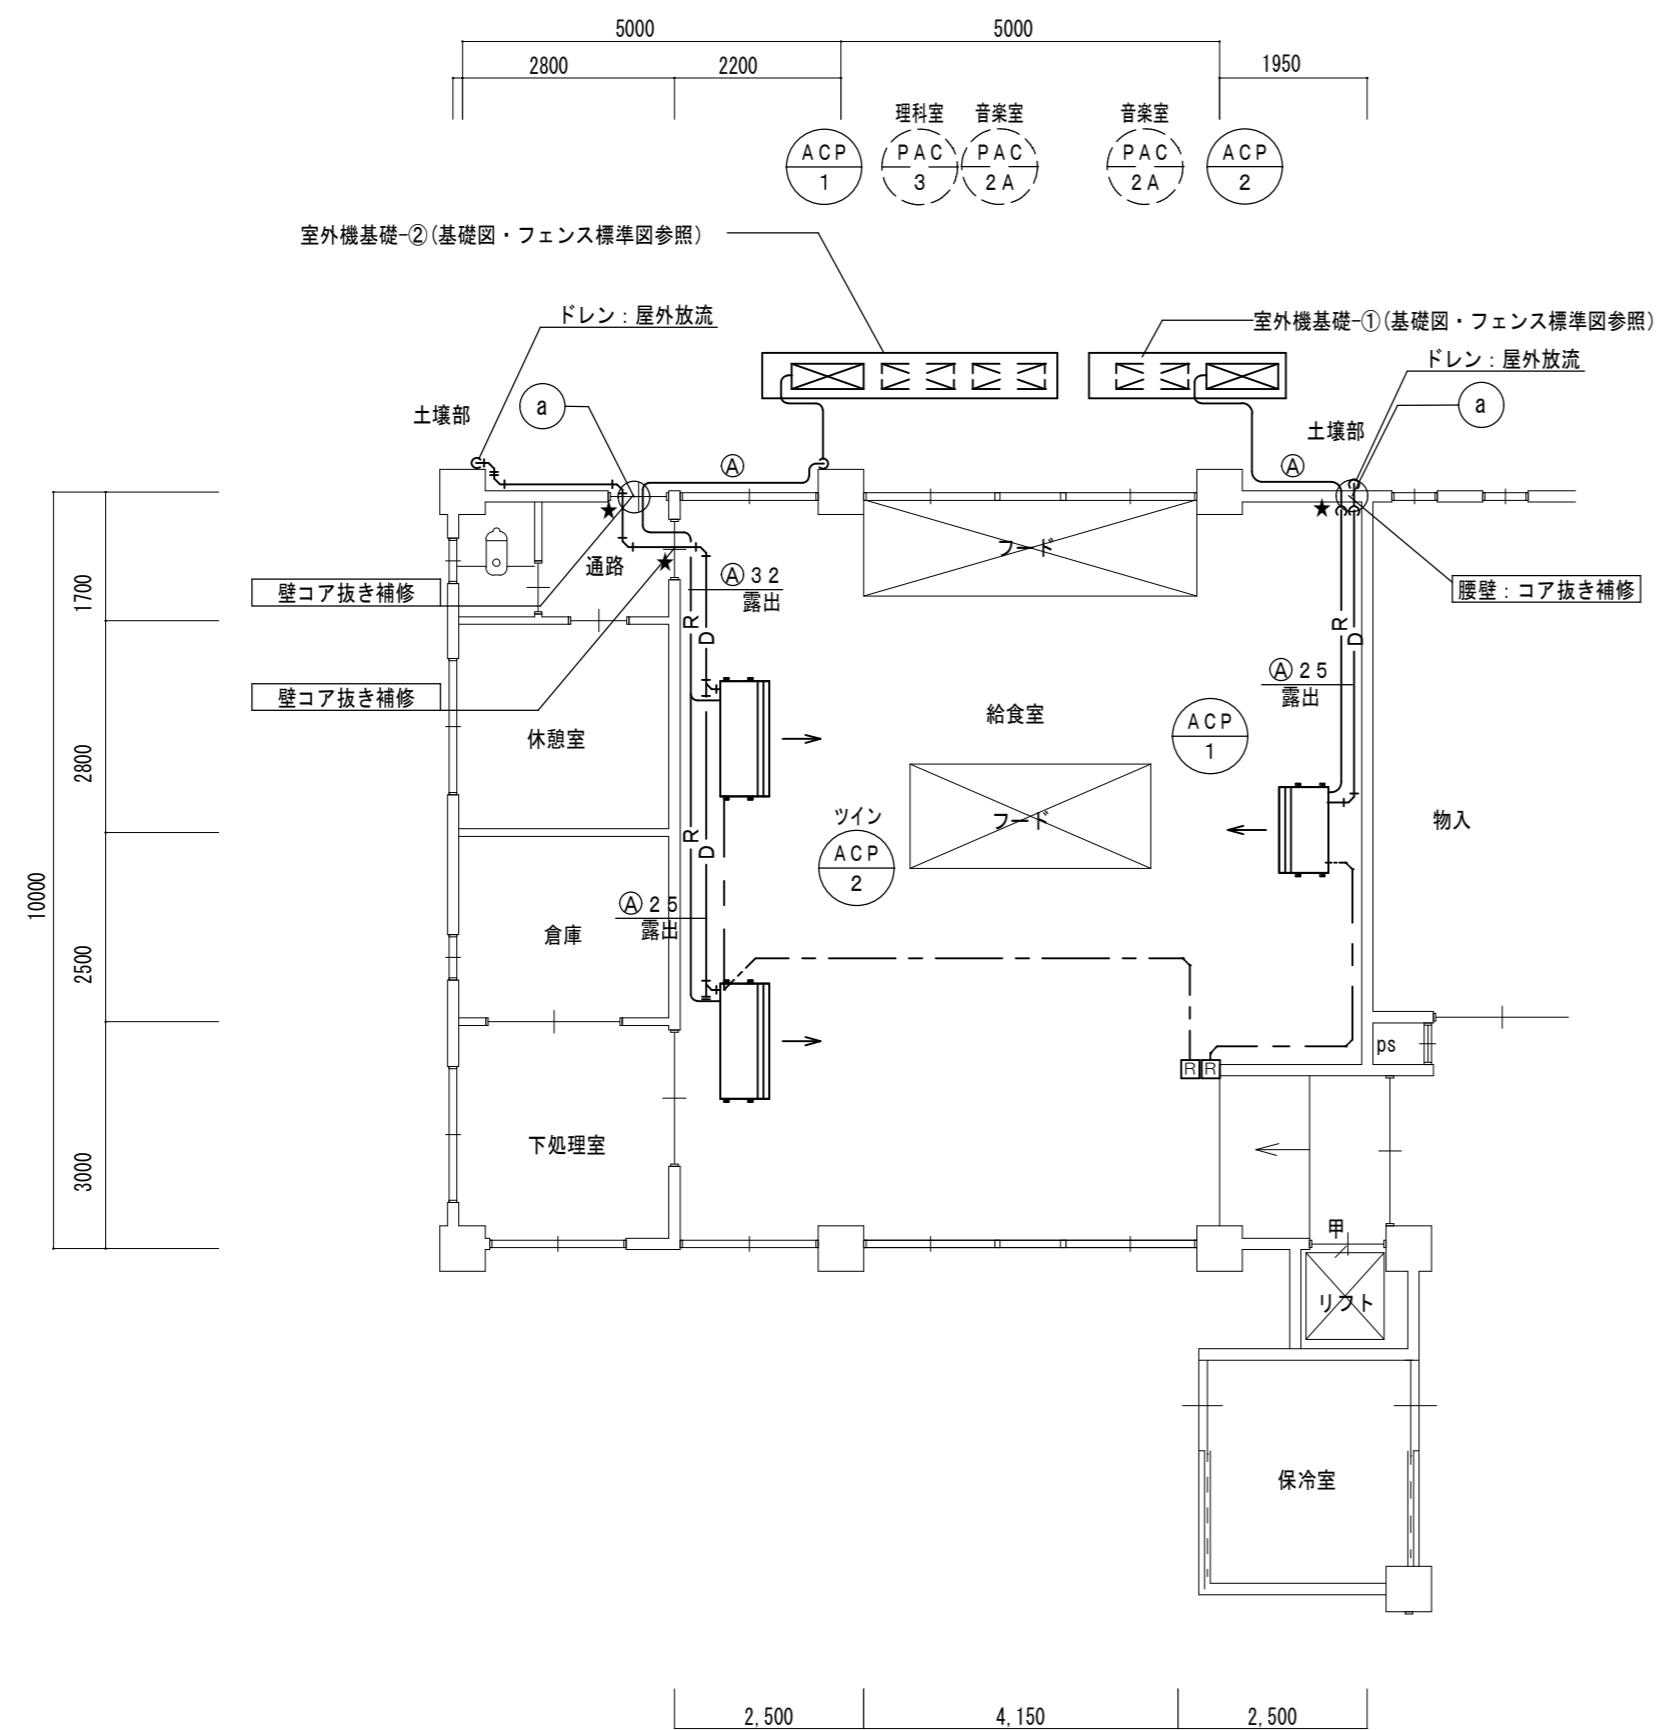 5000
5000
2800
2200
1950
理科室
音楽室
音楽室
ACP
1
PAC
3
PAC
2A
PAC
2A
ACP
2
室外機基礎-②(基礎図・フェンス標準図参照)
ドレン：屋外放流
室外機基礎-①(基礎図・フェンス標準図参照)
ドレン：屋外放流
a
a
土壌部
土壌部
Ⓐ
Ⓐ
★
★
フード
通路
★
Ⓐ32
露出
壁コア抜き補修
腰壁：コア抜き補修
1700
R
D
R
D
Ⓐ25
露出
壁コア抜き補修
給食室
ACP
1
休憩室
2800
ツイン
フード
物入
ACP
2
R
D
10000
Ⓐ25
露出
倉庫
2500
ps
R
R
下処理室
3000
甲
リフト
保冷室
2,500
4,150
2,500